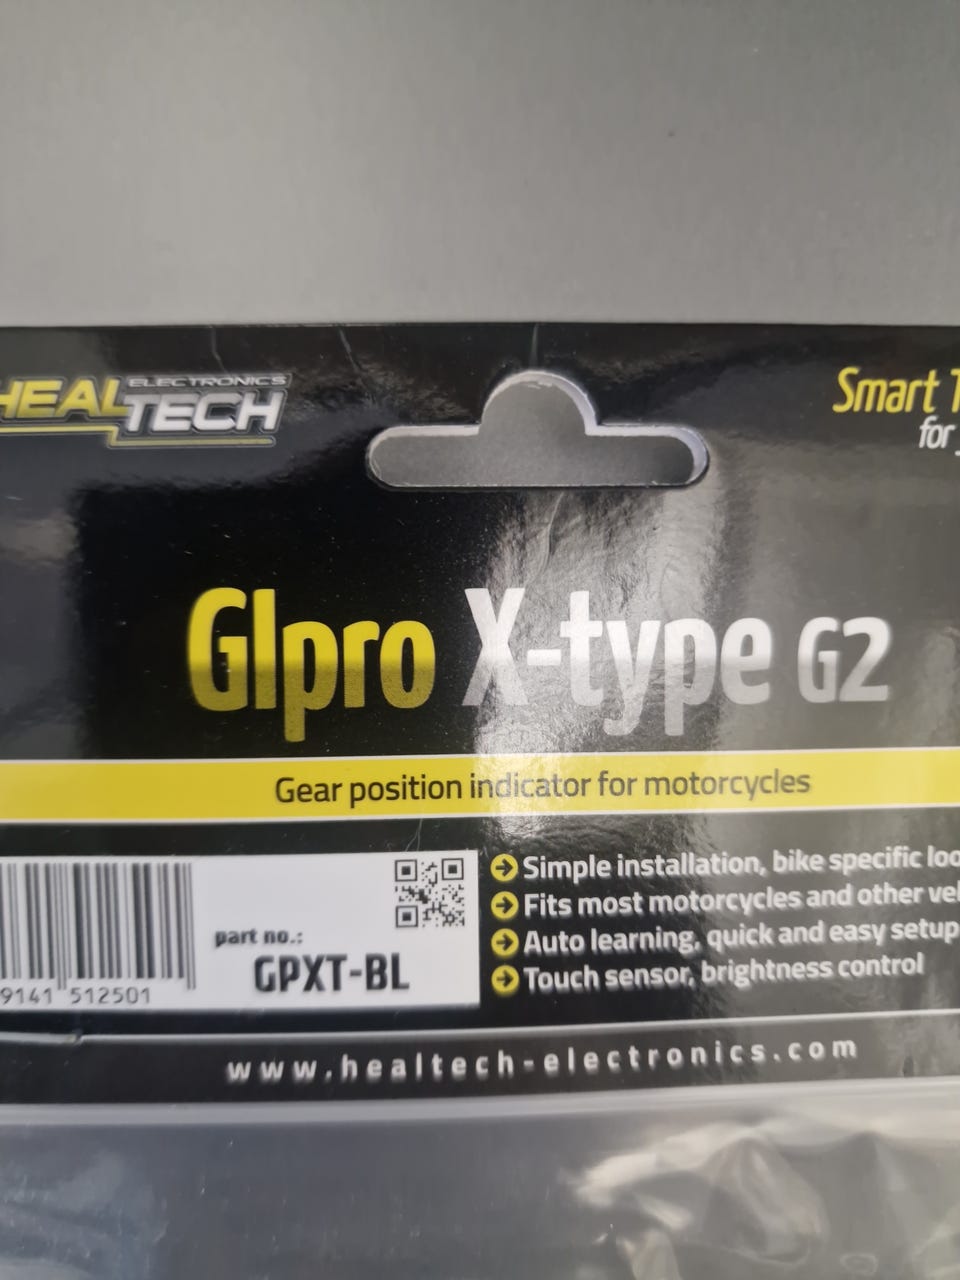 HEALTECH ELECTRONICS
Smart
for
GIpro X-type G2
Gear position indicator for motorcycles
Simple installation, bike specific
Fits most motorcycles and other
Auto learning, quick and easy setup
Touch sensor, brightness control
part no.:
GPXT-BL
9141 512501
www.healtech-electronics.com